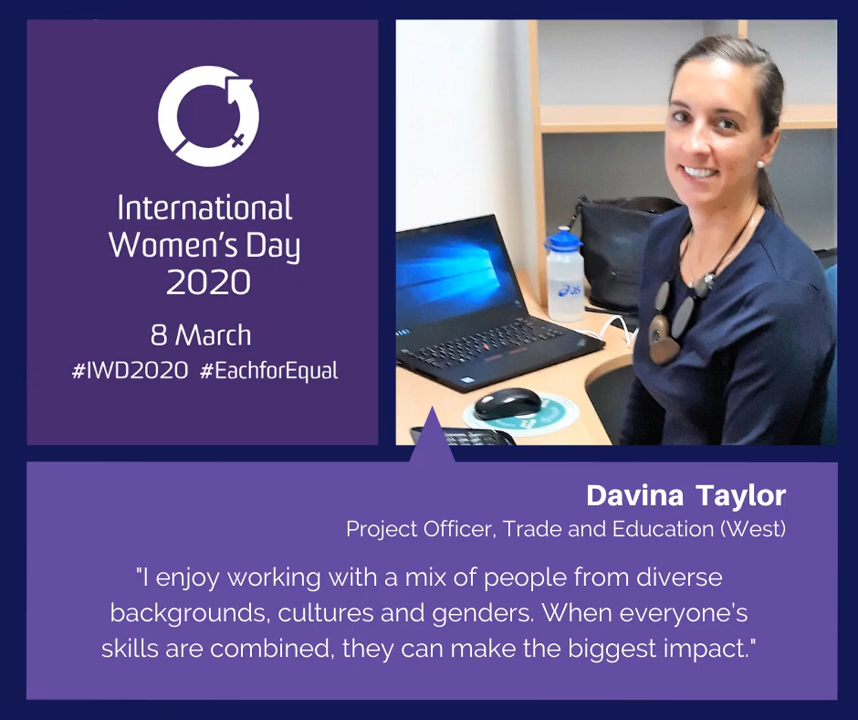 International
Women's Day
2020
8 March
#IWD2020 #EachforEqual
as
Davina Taylor
Project Officer, Trade and Education (West)
"I enjoy working with a mix of people from diverse
backgrounds, cultures and genders. When everyone's
skills are combined, they can make the biggest impact."